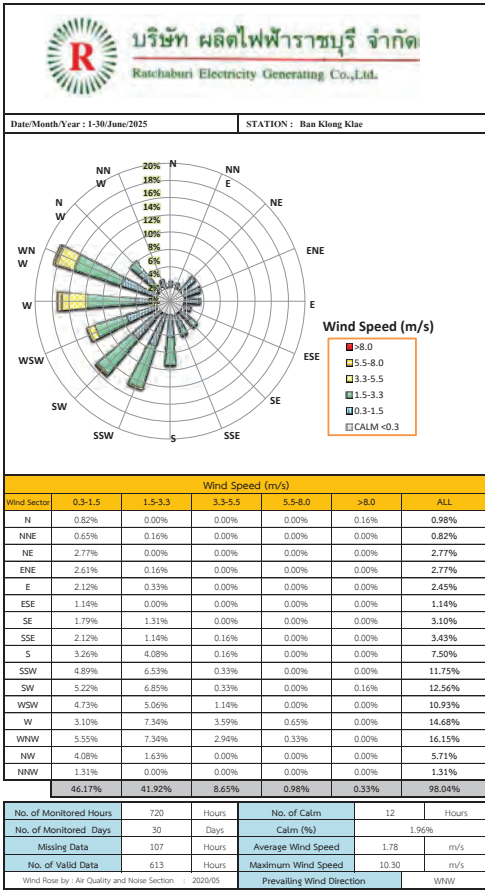 R
บริษัท ผลิตไฟฟ้าราชบุรี จำกัด
Ratchaburi Electricity Generating Co.,Ltd.
Date/Month/Year : 1-30/June/2025 STATION : Ban Klong Klae
20%
18%
16%
14%
12%
10%
8%
6%
4%
2%
0%
N
NN
E
NE
ENE
E
ESE
SE
SSE
S
SSW
SW
WSW
W
WN
W
N
W
NN
W
Wind Speed (m/s)
>8.0
5.5-8.0
3.3-5.5
1.5-3.3
0.3-1.5
CALM <0.3
Wind Speed (m/s)
Wind Sector 0.3-1.5 1.5-3.3 3.3-5.5 5.5-8.0 >8.0 ALL
N 0.82% 0.00% 0.00% 0.00% 0.16% 0.98%
NNE 0.65% 0.16% 0.00% 0.00% 0.00% 0.82%
NE 2.77% 0.00% 0.00% 0.00% 0.00% 2.77%
ENE 2.61% 0.16% 0.00% 0.00% 0.00% 2.77%
E 2.12% 0.33% 0.00% 0.00% 0.00% 2.45%
ESE 1.14% 0.00% 0.00% 0.00% 0.00% 1.14%
SE 1.79% 1.31% 0.00% 0.00% 0.00% 3.10%
SSE 2.12% 1.14% 0.16% 0.00% 0.00% 3.43%
S 3.26% 4.08% 0.16% 0.00% 0.00% 7.50%
SSW 4.89% 6.53% 0.33% 0.00% 0.00% 11.75%
SW 5.22% 6.85% 0.33% 0.00% 0.16% 12.56%
WSW 4.73% 5.06% 1.14% 0.00% 0.00% 10.93%
W 3.10% 7.34% 3.59% 0.65% 0.00% 14.68%
WNW 5.55% 7.34% 2.94% 0.33% 0.00% 16.15%
NW 4.08% 1.63% 0.00% 0.00% 0.00% 5.71%
NNW 1.31% 0.00% 0.00% 0.00% 0.00% 1.31%
46.17% 41.92% 8.65% 0.98% 0.33% 98.04%
No. of Monitored Hours 720 Hours No. of Calm 12 Hours
No. of Monitored Days 30 Days Calm (%) 1.96%
Missing Data 107 Hours Average Wind Speed 1.78 m/s
No. of Valid Data 613 Hours Maximum Wind Speed 10.30 m/s
Wind Rose by : Air Quality and Noise Section : 2020/05 Prevailing Wind Direction WNW